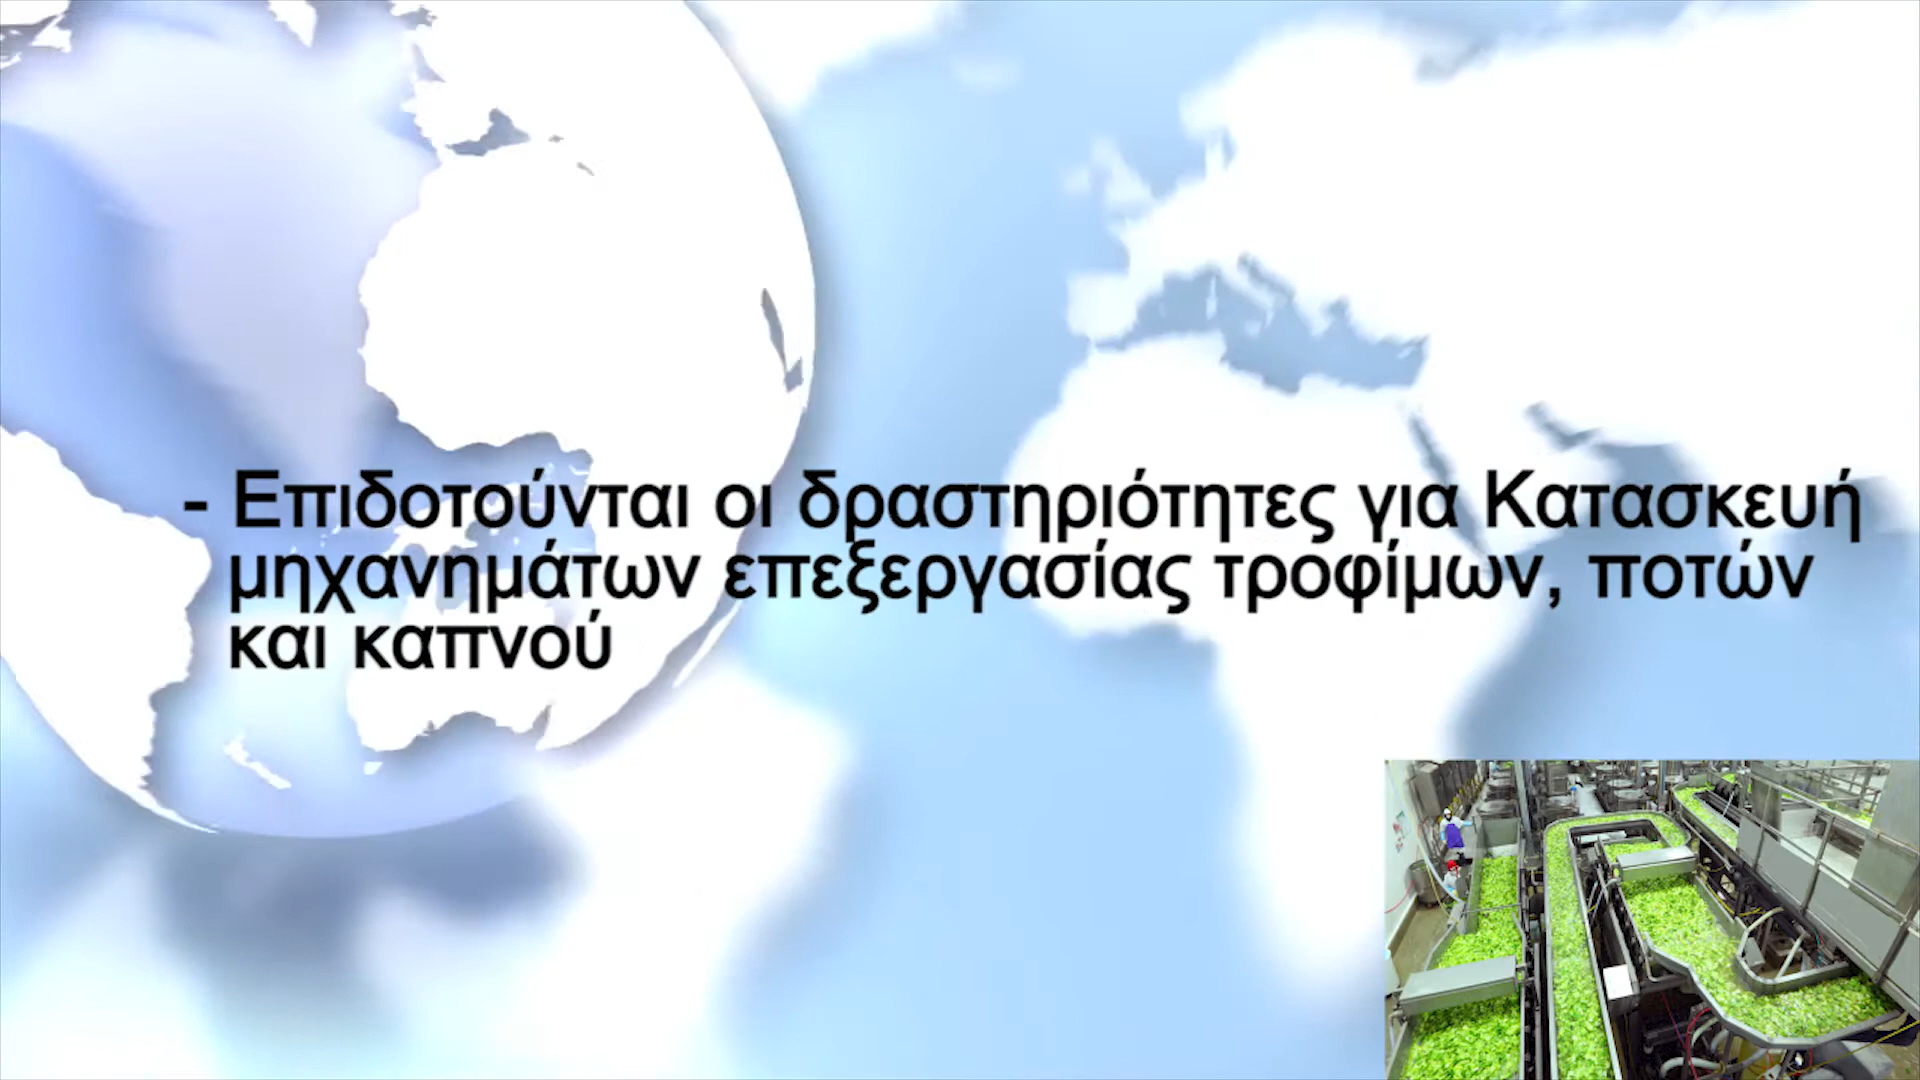 - Επιδοτούνται οι δραστηριότητες για Κατασκευή
μηχανημάτων επεξεργασίας τροφίμων, ποτών
και καπνού